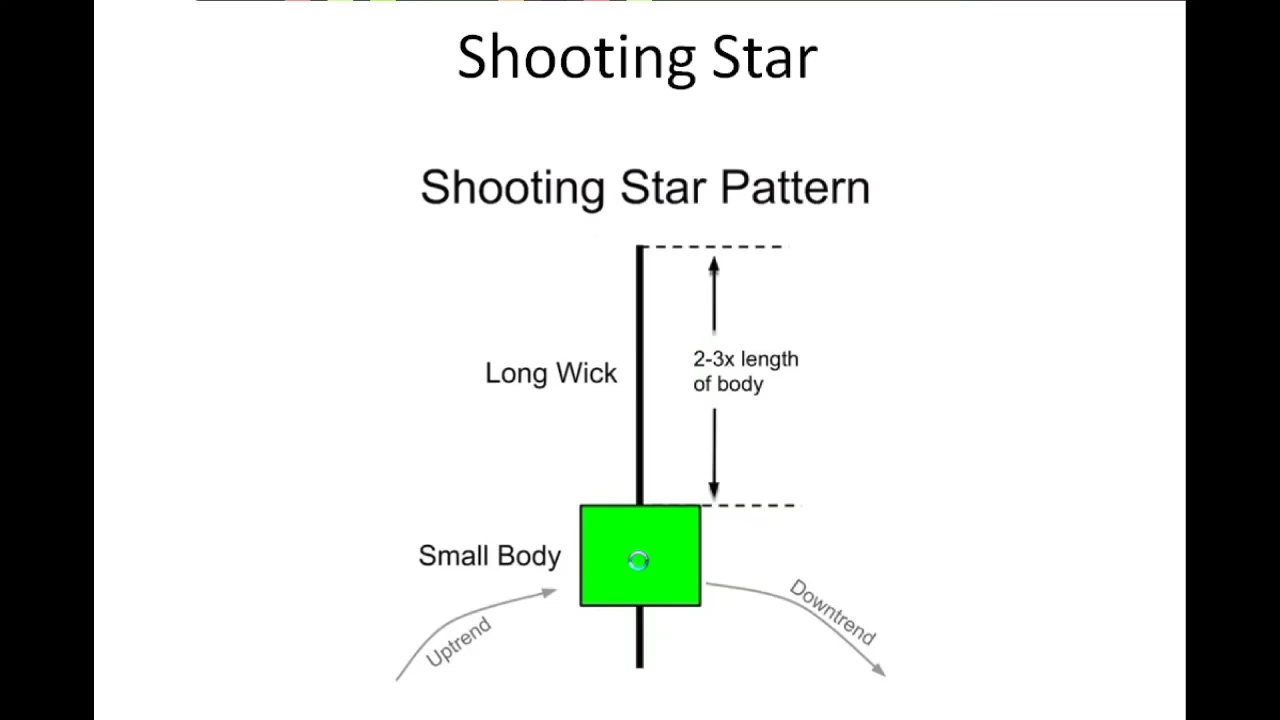 Shooting Star
Shooting Star Pattern
Long Wick
2-3x length
of body
Small Body
Uptrend
Downtrend